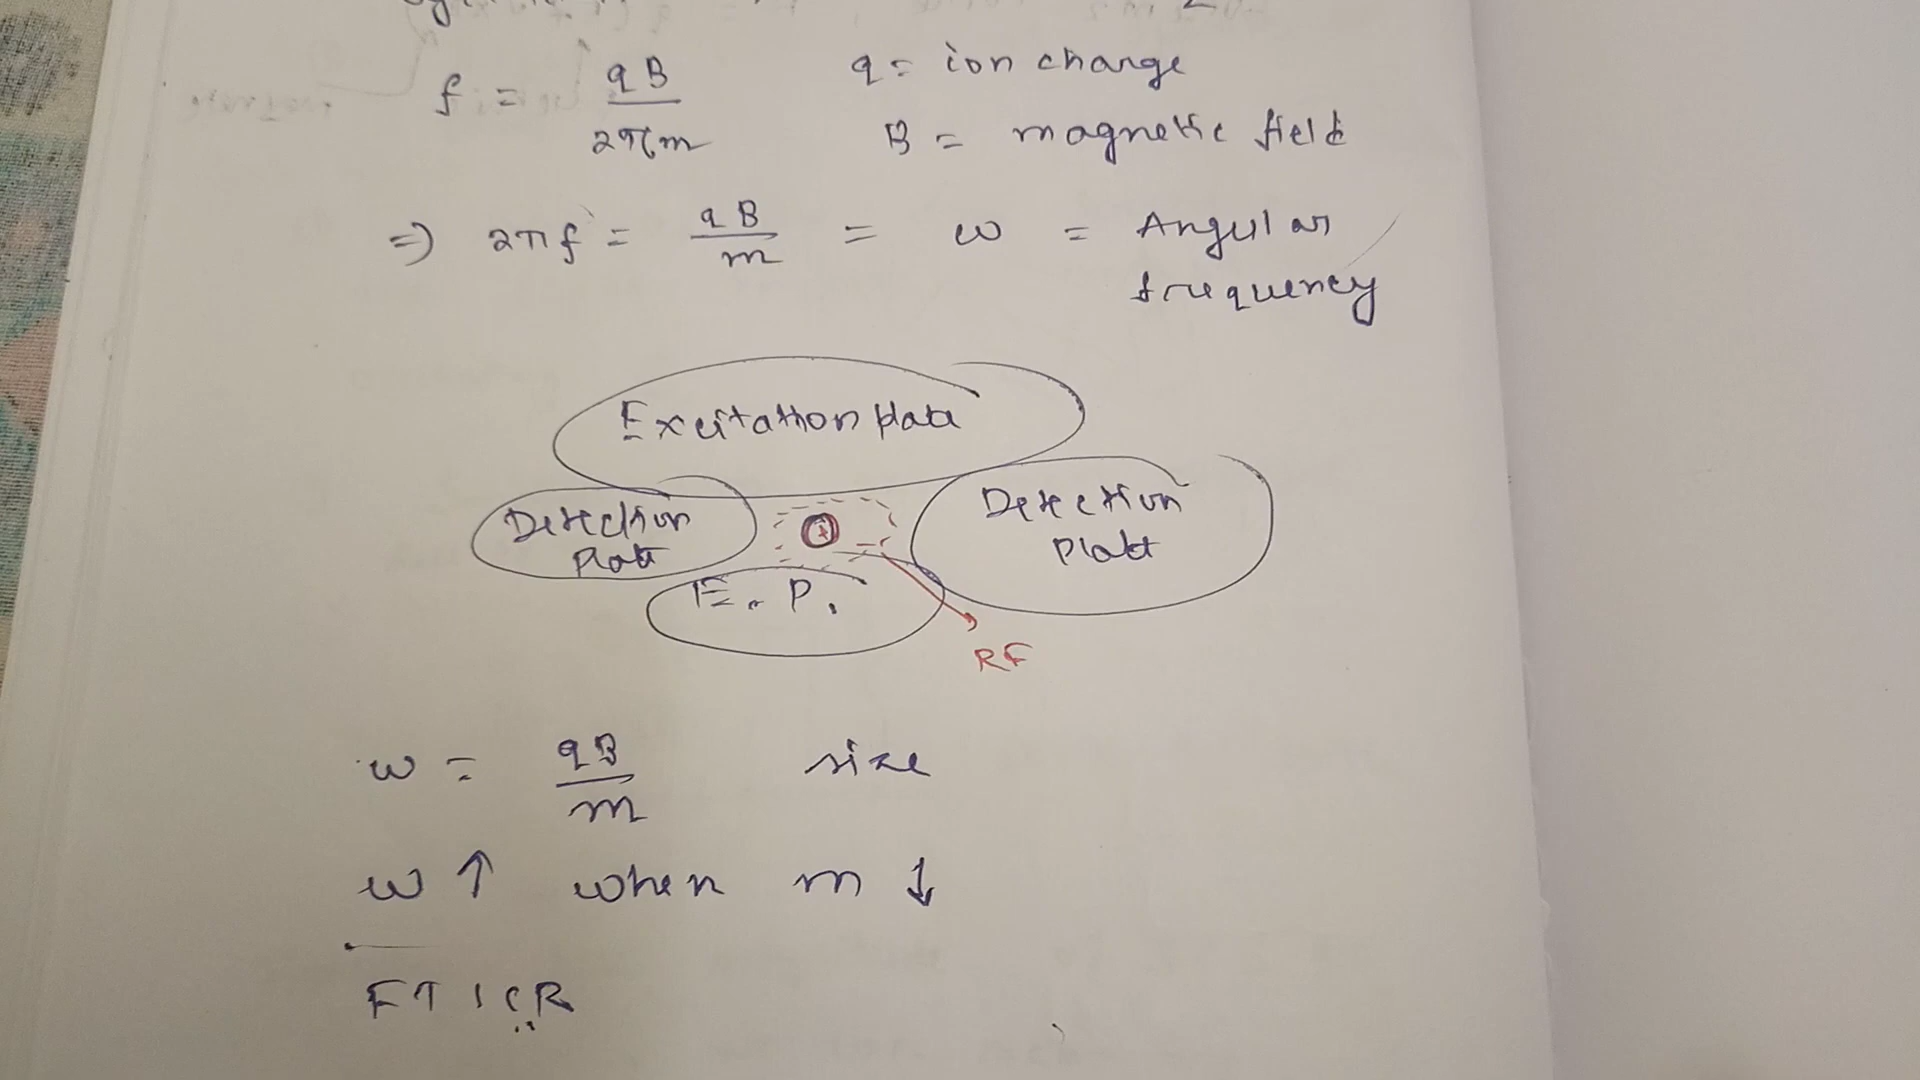 f = qB / 2πm
q = ion charge
B = magnetic field
=> 2πf = qB / m = ω = Angular
frequency
Excitation plate
Detection
plate
Detection
plate
+
E. P.
RF
ω = qB / m size
ω ↑ when m ↓
FT ICR